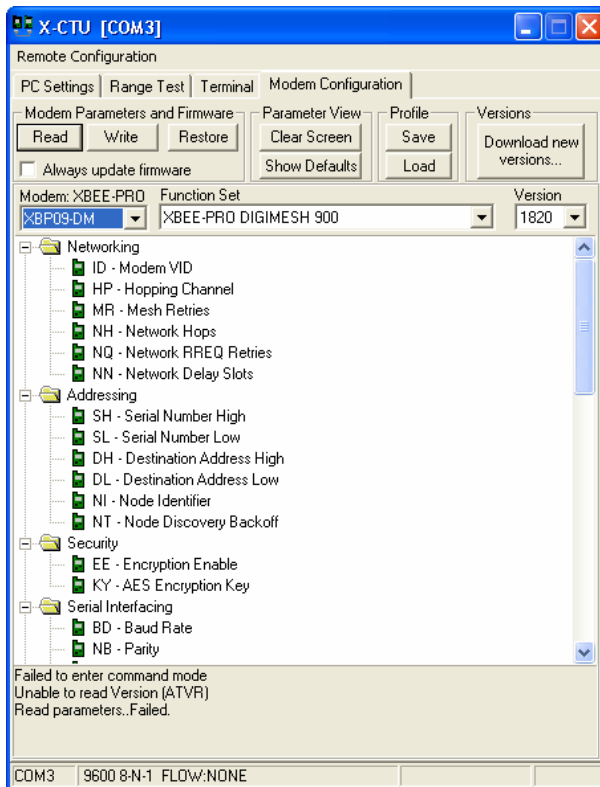 X-CTU [COM3]
Remote Configuration
PC Settings Range Test Terminal Modem Configuration
Modem Parameters and Firmware Parameter View Profile Versions
Read Write Restore Clear Screen Save Download new versions...
Always update firmware Show Defaults Load
Modem: XBEE-PRO Function Set Version
XBP09-DM XBEE-PRO DIGIMESH 900 1820
Networking
ID - Modem VID
HP - Hopping Channel
MR - Mesh Retries
NH - Network Hops
NQ - Network RREQ Retries
NN - Network Delay Slots
Addressing
SH - Serial Number High
SL - Serial Number Low
DH - Destination Address High
DL - Destination Address Low
NI - Node Identifier
NT - Node Discovery Backoff
Security
EE - Encryption Enable
KY - AES Encryption Key
Serial Interfacing
BD - Baud Rate
NB - Parity
Failed to enter command mode
Unable to read Version (ATVR)
Read parameters..Failed.
COM3 9600 8-N-1 FLOW:NONE